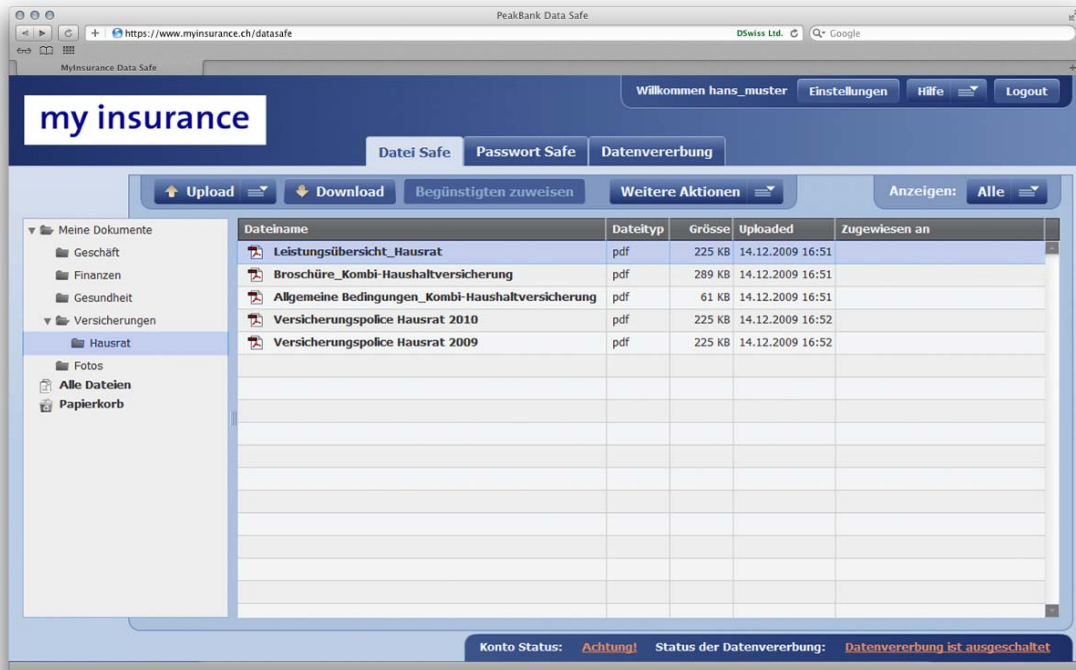 PeakBank Data Safe
https://www.myinsurance.ch/datasafe DSwiss Ltd. Google
MyInsurance Data Safe
Willkommen hans_muster Einstellungen Hilfe Logout
my insurance
Datei Safe Passwort Safe Datenvererbung
Upload Download Begünstigten zuweisen Weitere Aktionen Anzeigen: Alle
Meine Dokumente
Geschäft
Finanzen
Gesundheit
Versicherungen
Hausrat
Fotos
Alle Dateien
Papierkorb
Dateiname Dateityp Grösse Uploaded Zugewiesen an
Leistungsübersicht_Hausrat pdf 225 KB 14.12.2009 16:51
Broschüre_Kombi-Haushaltversicherung pdf 289 KB 14.12.2009 16:51
Allgemeine Bedingungen_Kombi-Haushaltversicherung pdf 61 KB 14.12.2009 16:51
Versicherungspolice Hausrat 2010 pdf 225 KB 14.12.2009 16:52
Versicherungspolice Hausrat 2009 pdf 225 KB 14.12.2009 16:52
Konto Status: Achtung! Status der Datenvererbung: Datenvererbung ist ausgeschaltet